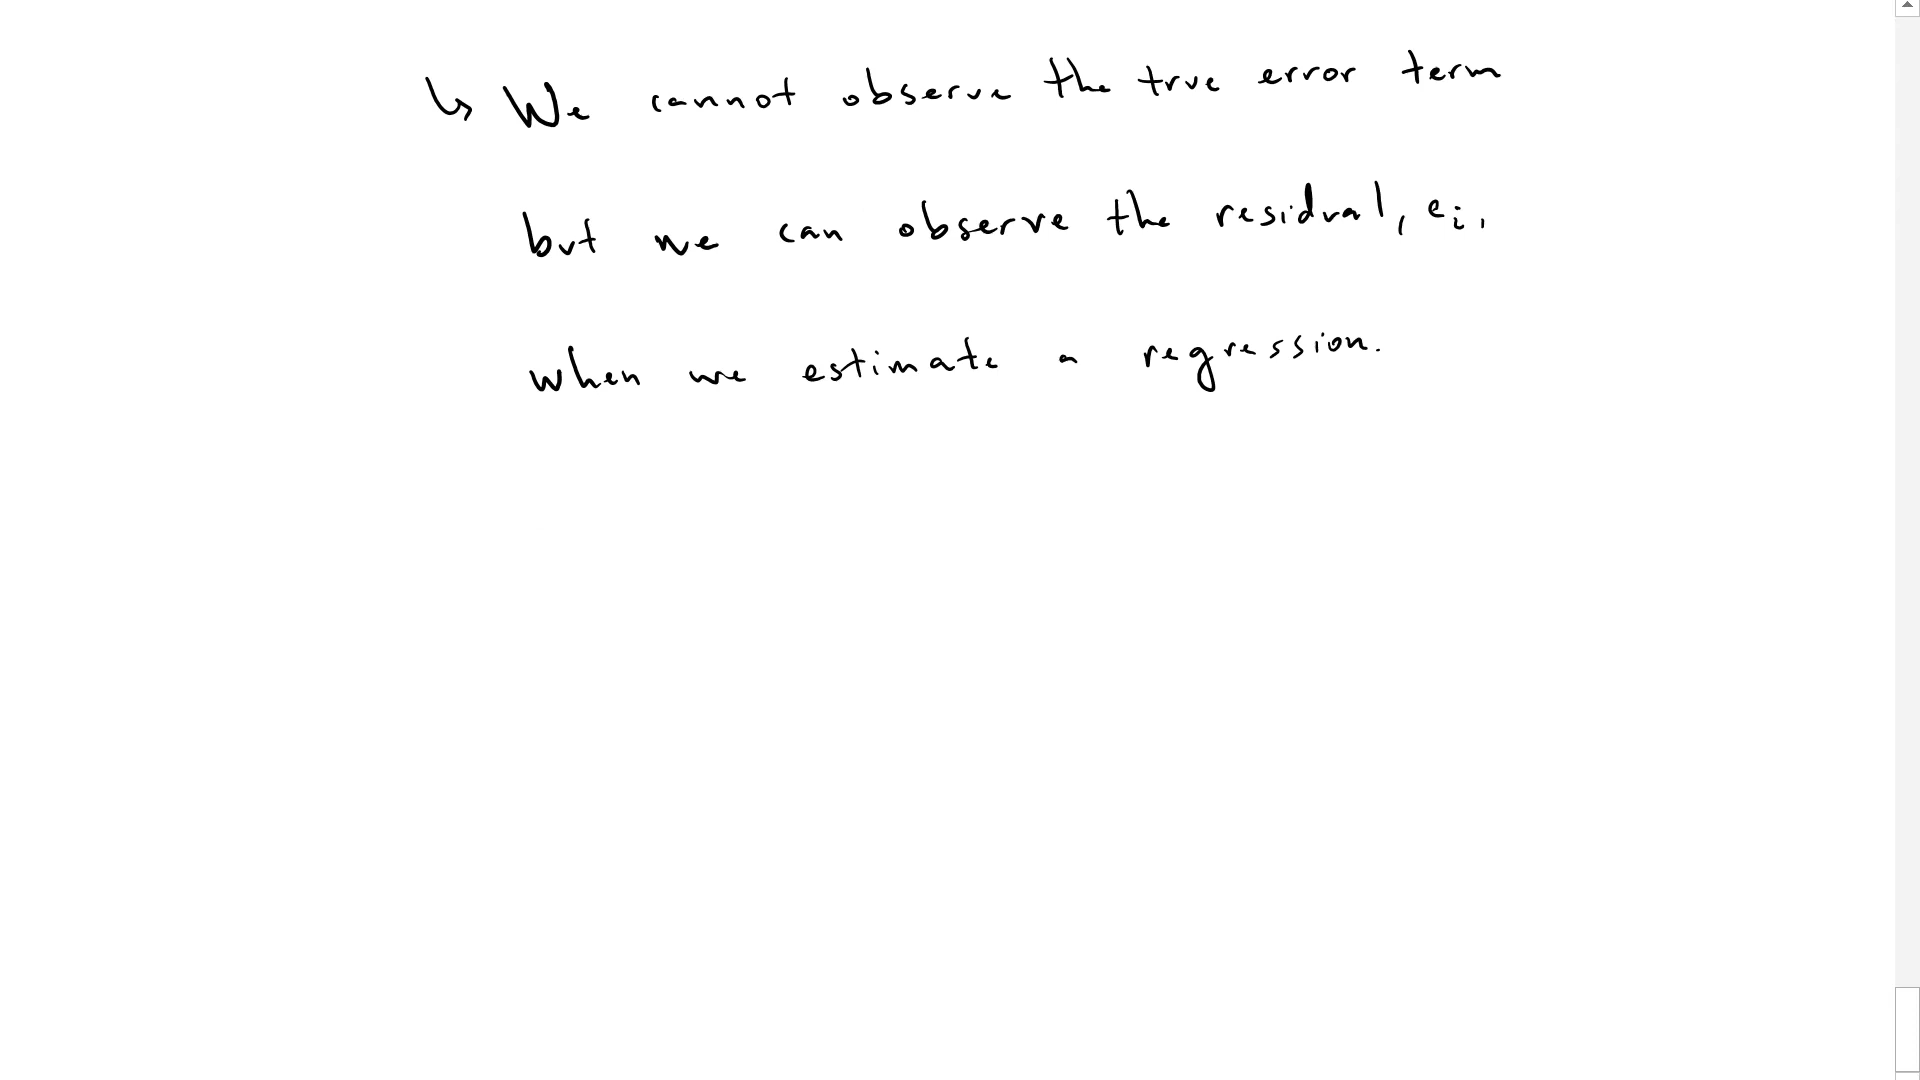 ↳ We cannot observe the true error term
but we can observe the residual, eᵢ,
when we estimate a regression.